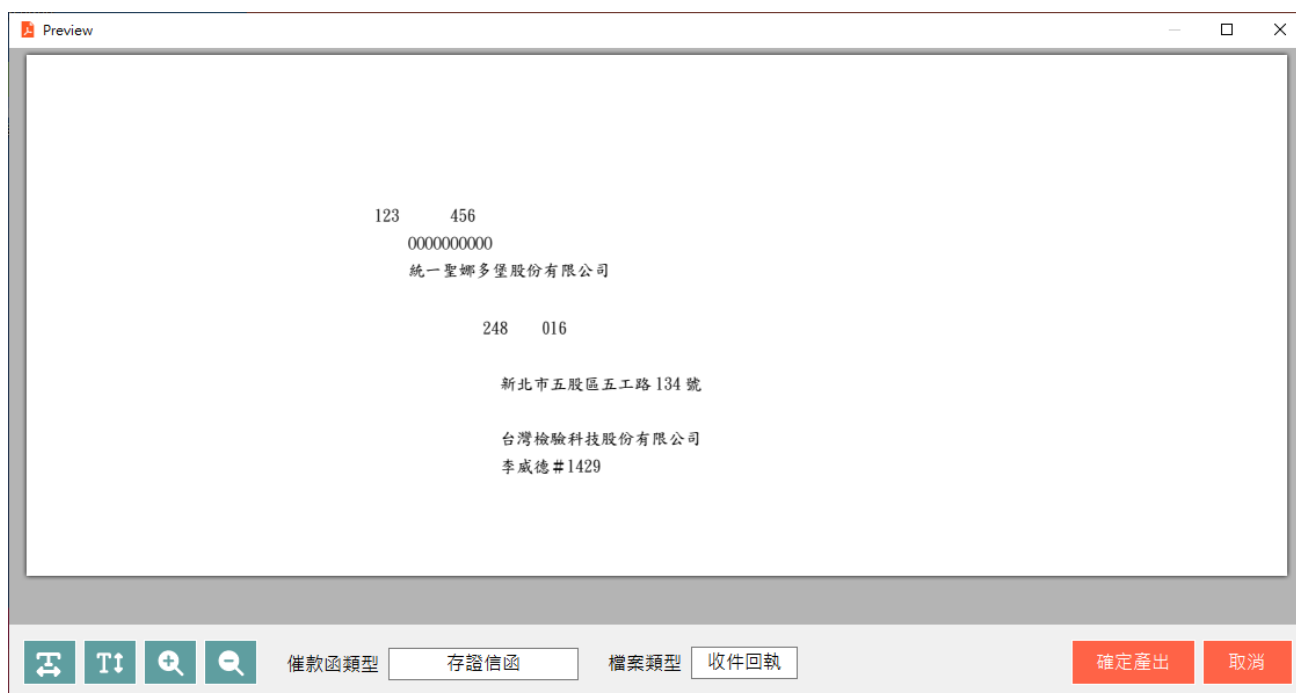 Preview
123 456
0000000000
統一聖娜多堡股份有限公司
248 016
新北市五股區五工路 134 號
台灣檢驗科技股份有限公司
李威德#1429
催款函類型 存證信函 檔案類型 收件回執 確定產出 取消